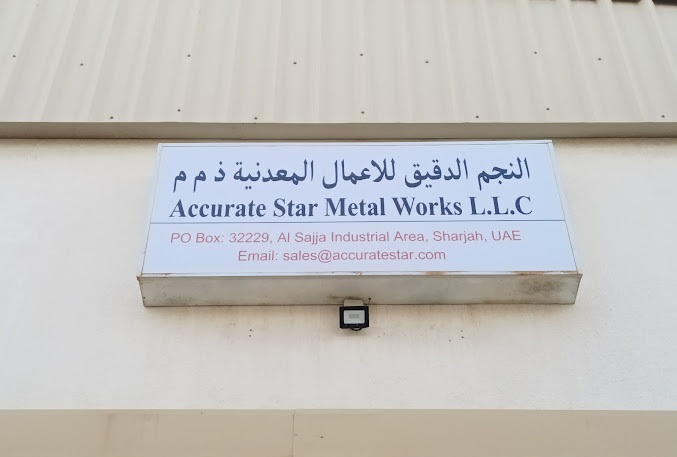 النجم الدقيق للاعمال المعدنية ذ م م
Accurate Star Metal Works L.L.C
PO Box: 32229, Al Sajja Industrial Area, Sharjah, UAE
Email: sales@accuratestar.com